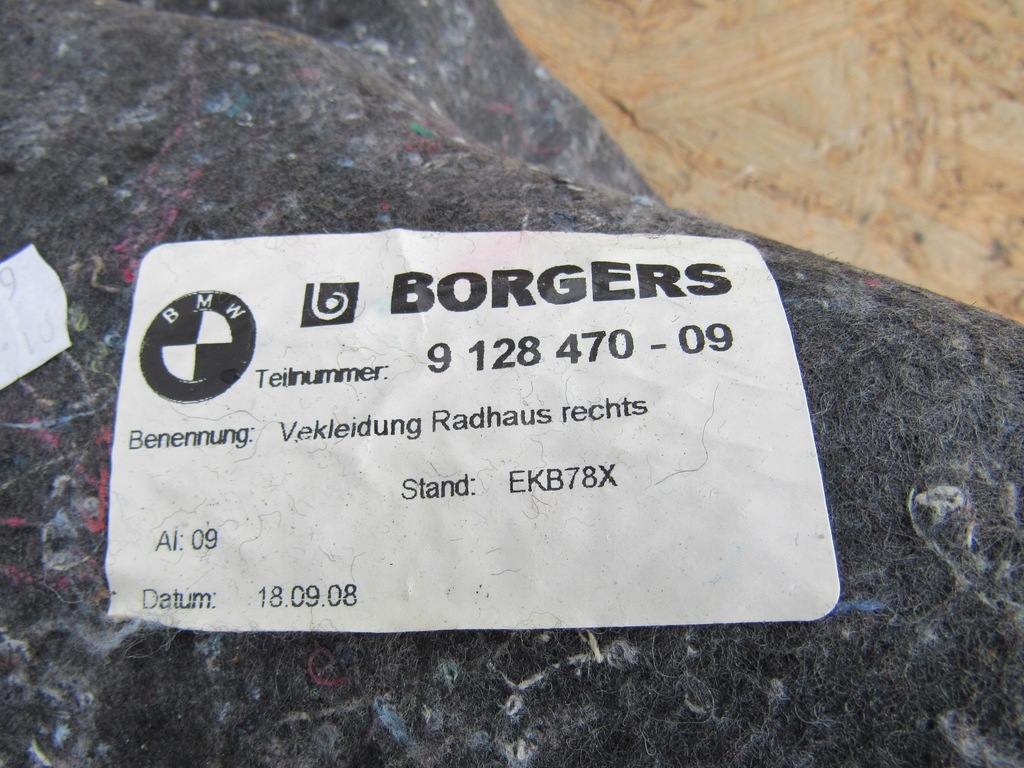 BMW
BORGERS
Teilnummer: 9 128 470 - 09
Benennung: Vekleidung Radhaus rechts
Stand: EKB78X
AI: 09
Datum: 18.09.08